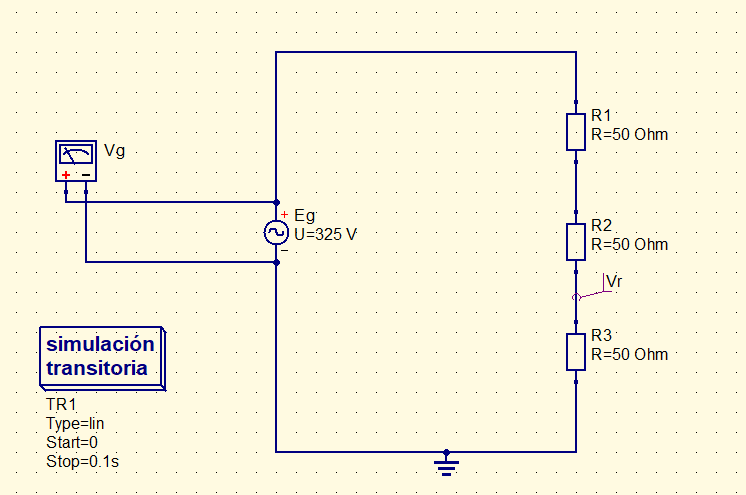 R1
R=50 Ohm
Vg
+ −
+
Eg
U=325 V
−
R2
R=50 Ohm
Vr
R3
R=50 Ohm
simulación
transitoria
TR1
Type=lin
Start=0
Stop=0.1s